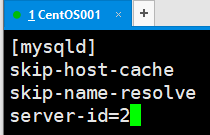 1 CentOS001
[mysqld]
skip-host-cache
skip-name-resolve
server-id=2